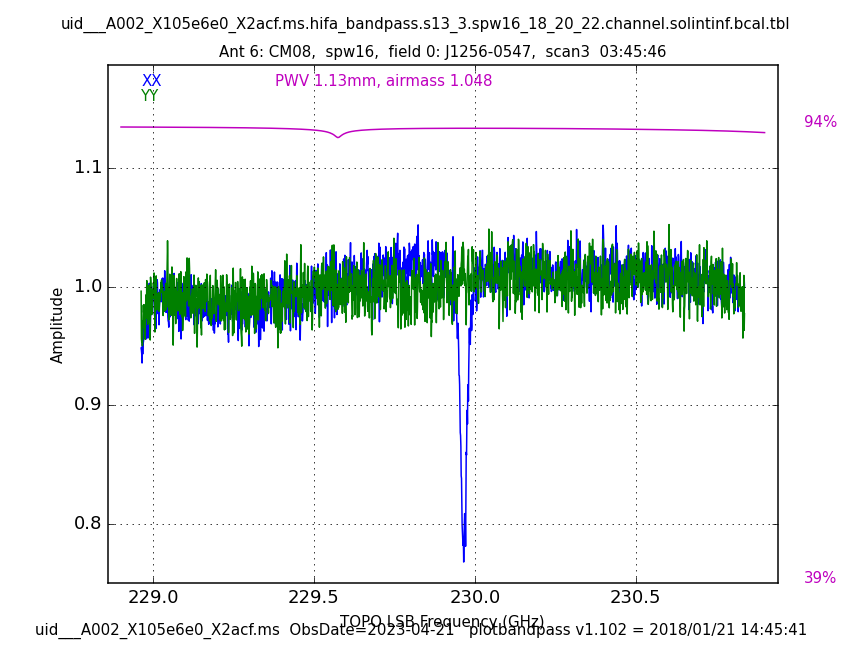 uid___A002_X105e6e0_X2acf.ms.hifa_bandpass.s13_3.spw16_18_20_22.channel.solintinf.bcal.tbl
Ant 6: CM08,  spw16,  field 0: J1256-0547,  scan3  03:45:46
XX
PWV 1.13mm, airmass 1.048
YY
94%
1.1
1.0
Amplitude
0.9
0.8
39%
229.0 229.5 230.0 230.5
TOPO LSB Frequency (GHz)
uid___A002_X105e6e0_X2acf.ms  ObsDate=2023-04-21   plotbandpass v1.102 = 2018/01/21 14:45:41